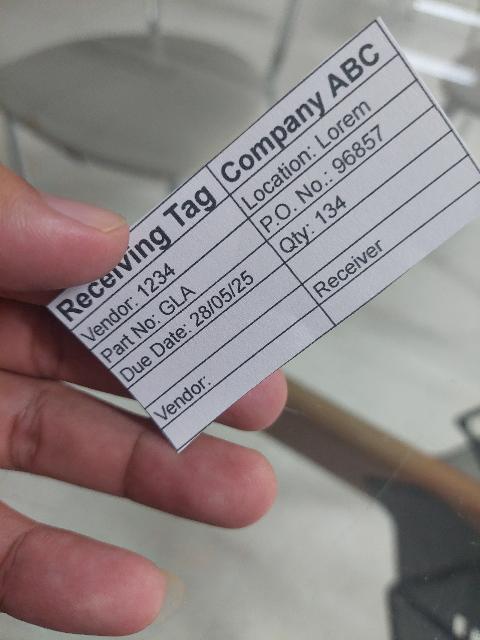 Receiving Tag Company ABC
Vendor: 1234 Location: Lorem
Part No: GLA P.O. No.: 96857
Due Date: 28/05/25 Qty: 134
Vendor: Receiver